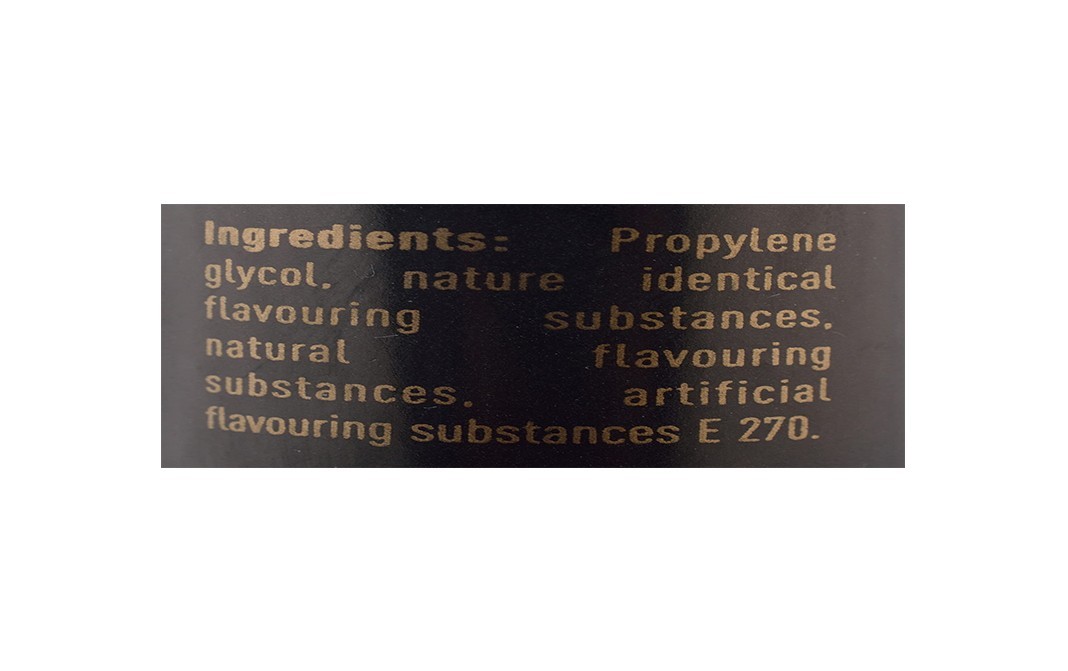 Ingredients: Propylene
glycol, nature identical
flavouring substances,
natural flavouring
substances, artificial
flavouring substances E 270.